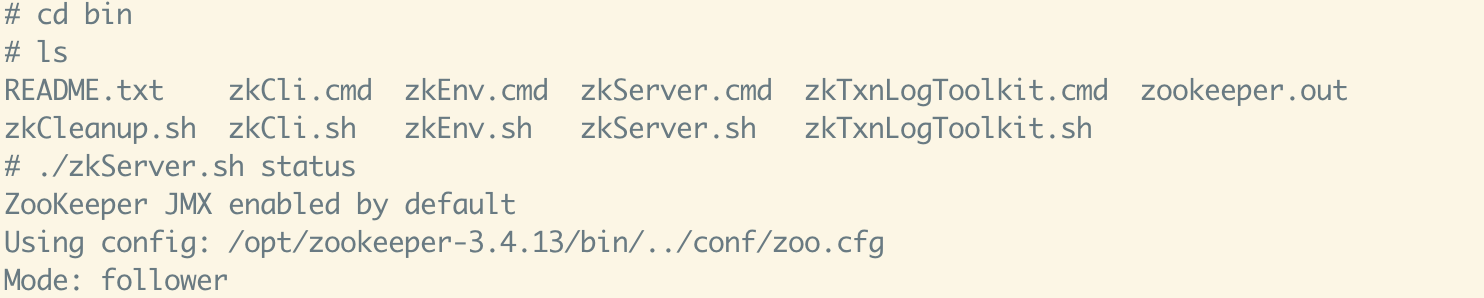 # cd bin
# ls
README.txt    zkCli.cmd  zkEnv.cmd  zkServer.cmd  zkTxnLogToolkit.cmd  zookeeper.out
zkCleanup.sh  zkCli.sh   zkEnv.sh   zkServer.sh   zkTxnLogToolkit.sh
# ./zkServer.sh status
ZooKeeper JMX enabled by default
Using config: /opt/zookeeper-3.4.13/bin/../conf/zoo.cfg
Mode: follower